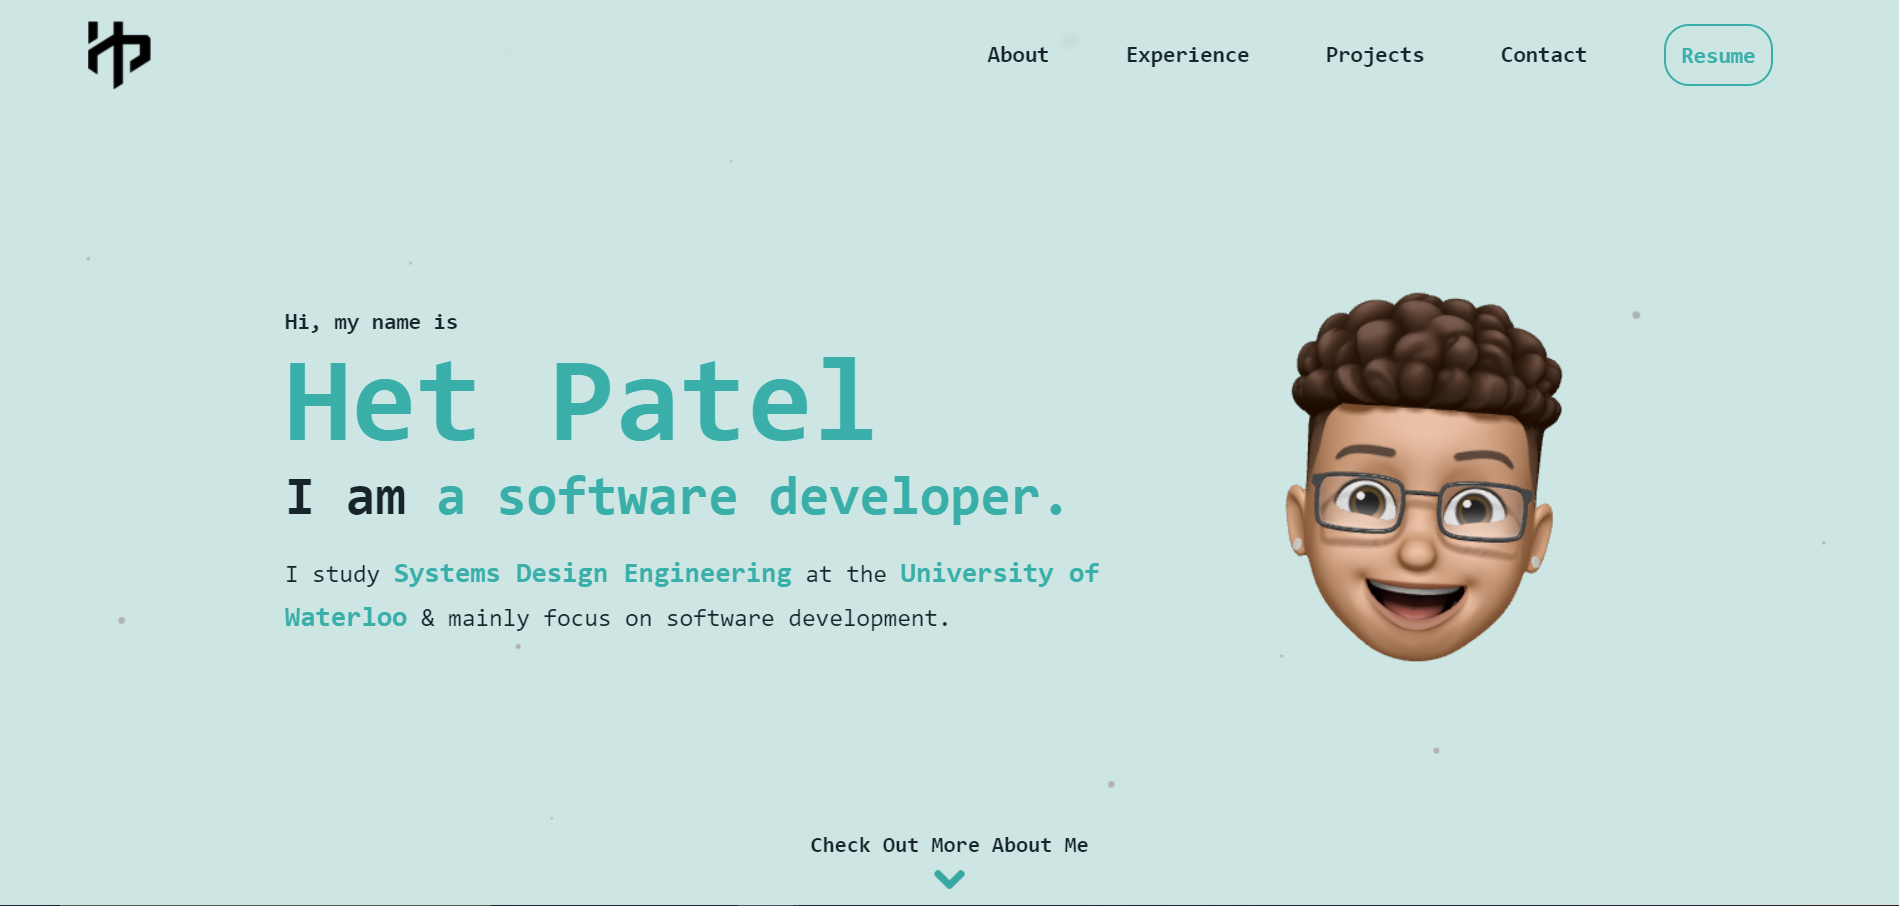 HP
About Experience Projects Contact Resume
Hi, my name is
Het Patel
I am a software developer.
I study Systems Design Engineering at the University of
Waterloo & mainly focus on software development.
Check Out More About Me